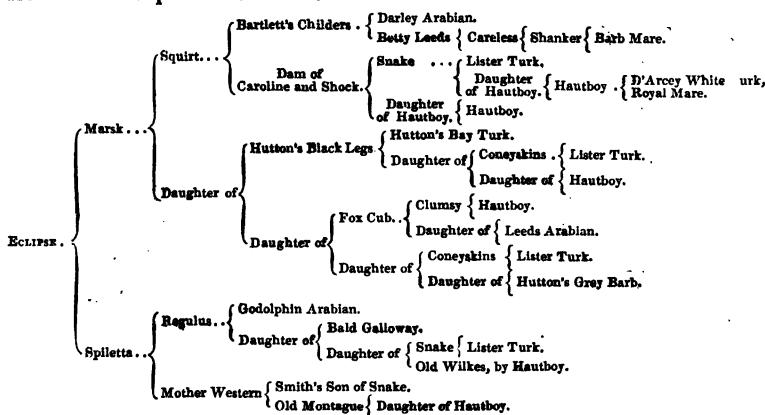 Bartlett's Childers . Darley Arabian.
Betty Leeds Careless Shanker Barb Mare.
Squirt...
Snake ... Lister Turk.
Dam of
Caroline and Shock.
Daughter
of Hautboy. Hautboy . D'Arcey White urk,
Royal Mare.
Daughter
of Hautboy. Hautboy.
Marsk ...
Hutton's Black Legs Hutton's Bay Turk.
Daughter of Coneyskins . Lister Turk.
Daughter of Hautboy.
Daughter of
Fox Cub.. Clumsy Hautboy.
Daughter of Leeds Arabian.
Daughter of
Daughter of Coneyskins Lister Turk.
Daughter of Hutton's Grey Barb.
ECLIPSE .
Regulus.. Godolphin Arabian.
Daughter of Bald Galloway.
Daughter of Snake Lister Turk.
Old Wilkes, by Hautboy.
Spiletta..
Mother Western Smith's Son of Snake.
Old Montague Daughter of Hautboy.